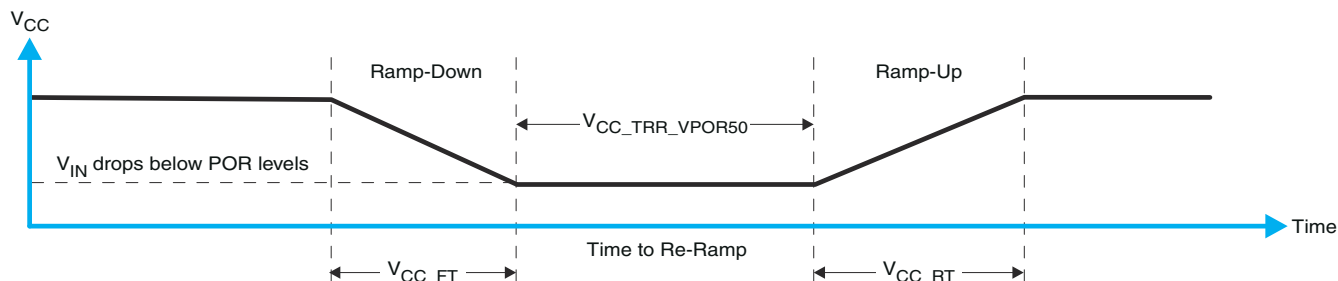 VCC
Ramp-Down
Ramp-Up
VCC_TRR_VPOR50
VIN drops below POR levels
Time
Time to Re-Ramp
VCC_FT
VCC_RT